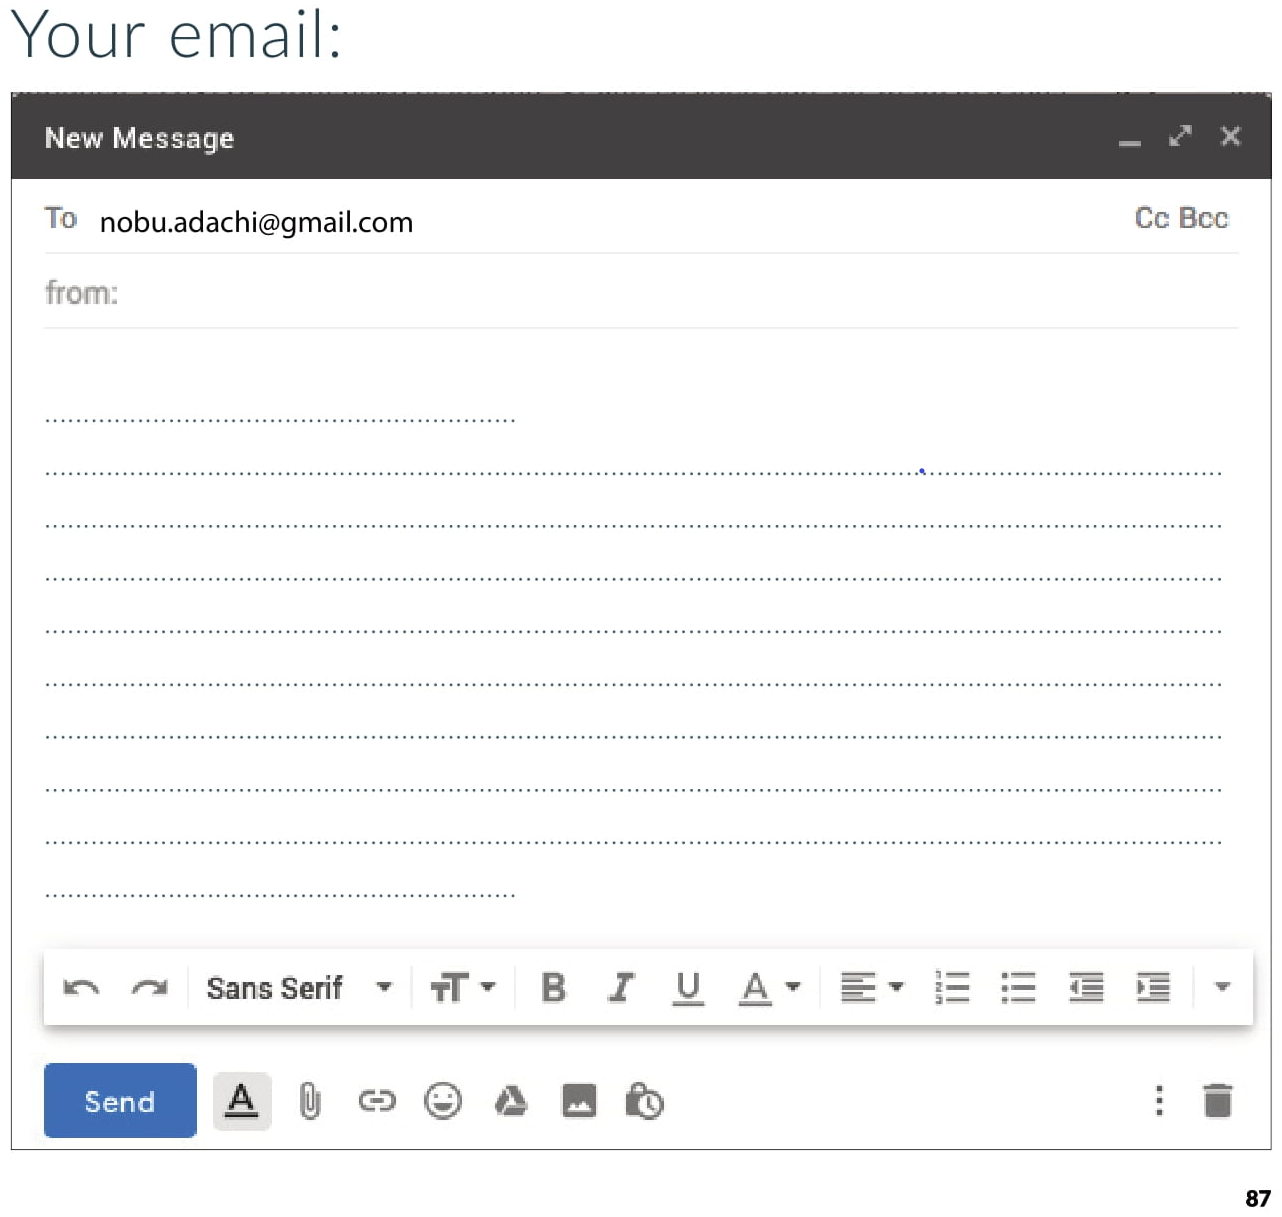 Your email:
New Message
To nobu.adachi@gmail.com Cc Bcc
from:
Sans Serif
Send
87